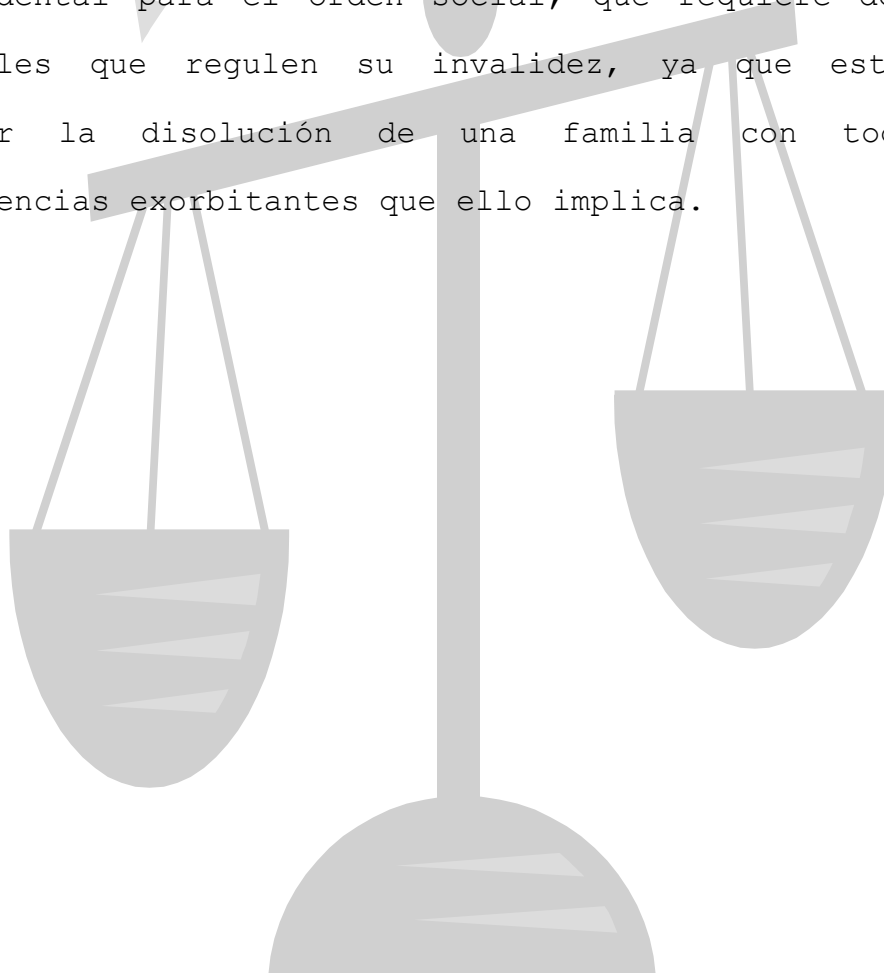 dental para el orden social, que requiere de
les que regulen su invalidez, ya que est
r la disolución de una familia con tod
encias exorbitantes que ello implica.